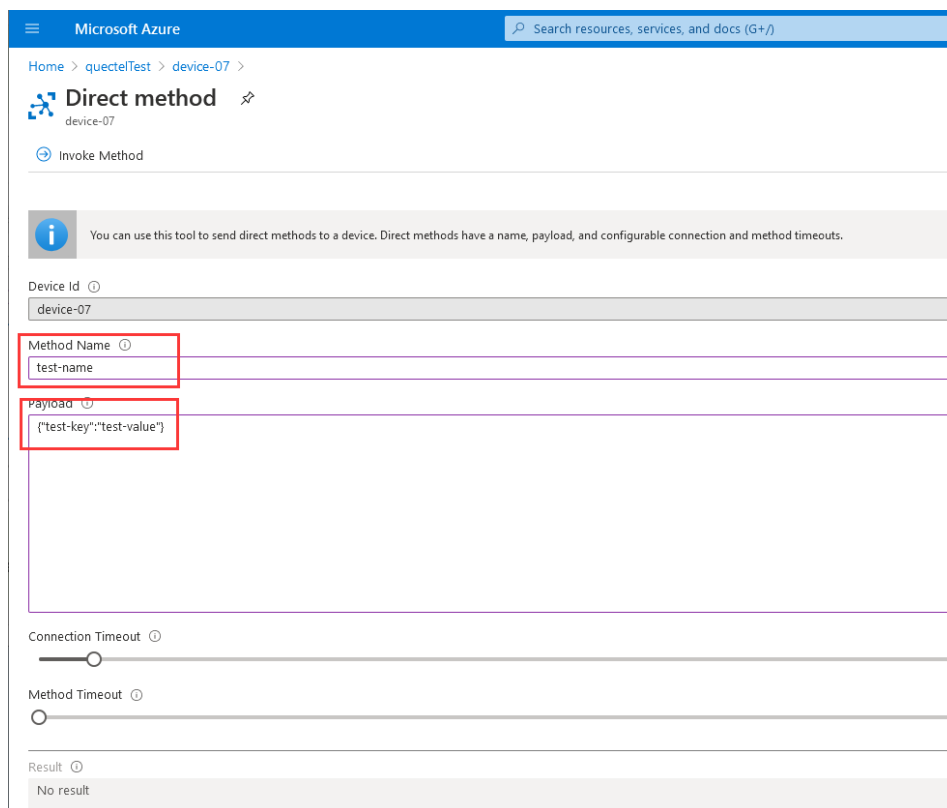 Microsoft Azure
Search resources, services, and docs (G+/)
Home > quectelTest > device-07 >
Direct method
device-07
Invoke Method
You can use this tool to send direct methods to a device. Direct methods have a name, payload, and configurable connection and method timeouts.
Device Id
device-07
Method Name
test-name
Payload
{"test-key":"test-value"}
Connection Timeout
Method Timeout
Result
No result